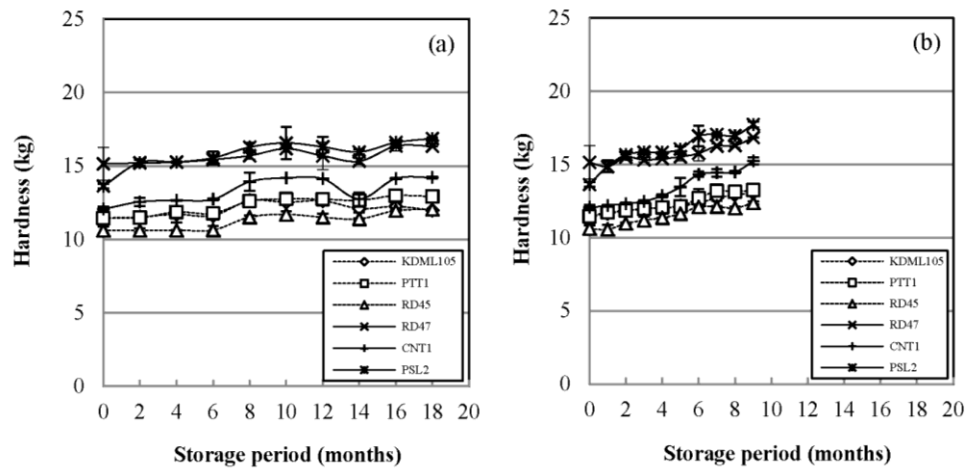 (a)
25
20
15
10
5
0
Hardness (kg)
KDML105
PTT1
RD45
RD47
CNT1
PSL2
0 2 4 6 8 10 12 14 16 18 20
Storage period (months)
(b)
25
20
15
10
5
0
Hardness (kg)
KDML105
PTT1
RD45
RD47
CNT1
PSL2
0 2 4 6 8 10 12 14 16 18 20
Storage period (months)